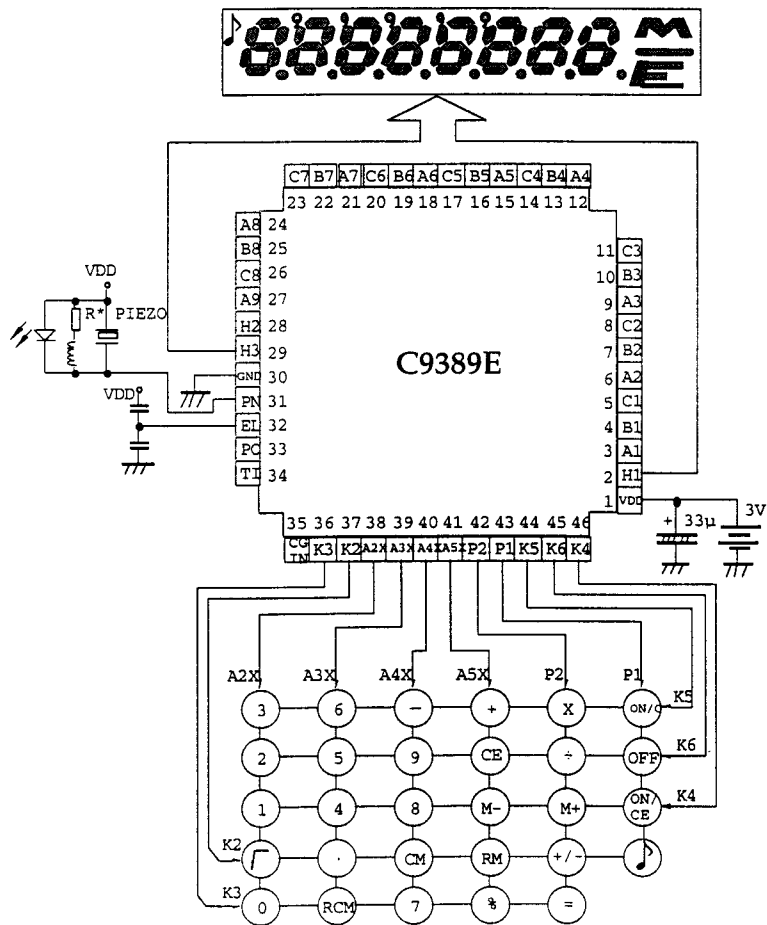 M
E
C7 B7 A7 C6 B6 A6 C5 B5 A5 C4 B4 A4
23 22 21 20 19 18 17 16 15 14 13 12
A8 24
B8 25
C8 26
A9 27
H2 28
H3 29
GND 30
PN 31
EL 32
PO 33
TI 34
VDD
R* PIEZO
VDD
C9389E
11 C3
10 B3
9 A3
8 C2
7 B2
6 A2
5 C1
4 B1
3 A1
2 H1
1 VDD
+ 33μ
3V
35 36 37 38 39 40 41 42 43 44 45 46
CG IN K3 K2 A2X A3X A4X A5X P2 P1 K5 K6 K4
A2X A3X A4X A5X P2 P1
3 6 − + X ON/C K5
2 5 9 CE ÷ OFF K6
1 4 8 M- M+ ON/CE K4
K2 √ · CM RM +/- ♪
K3 0 RCM 7 % =